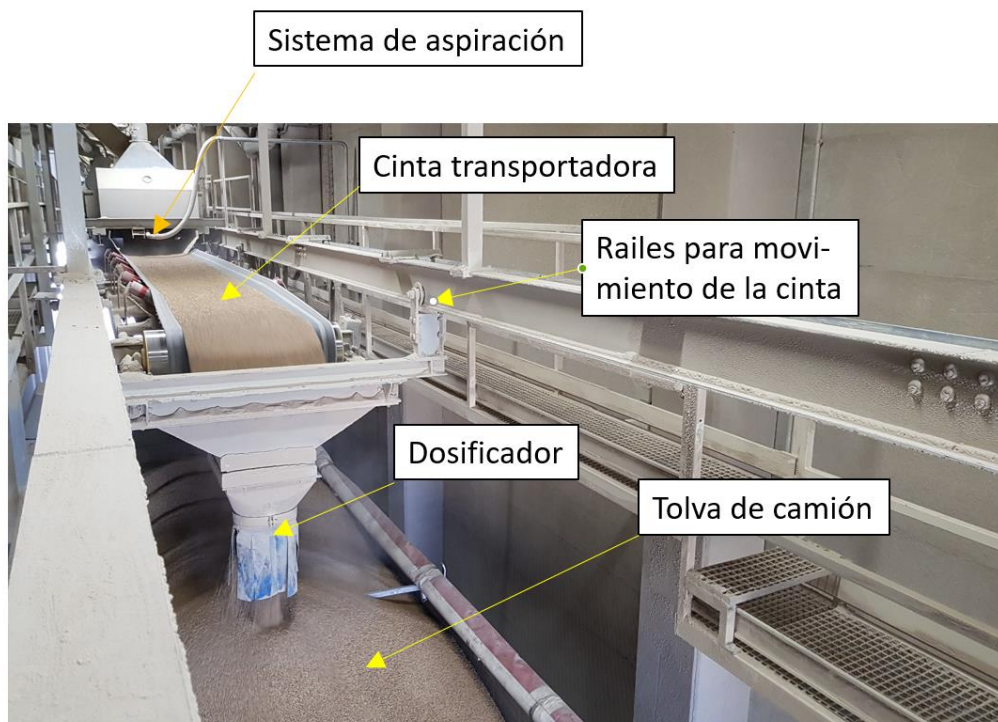 Sistema de aspiración
Cinta transportadora
Railes para movi-
miento de la cinta
Dosificador
Tolva de camión